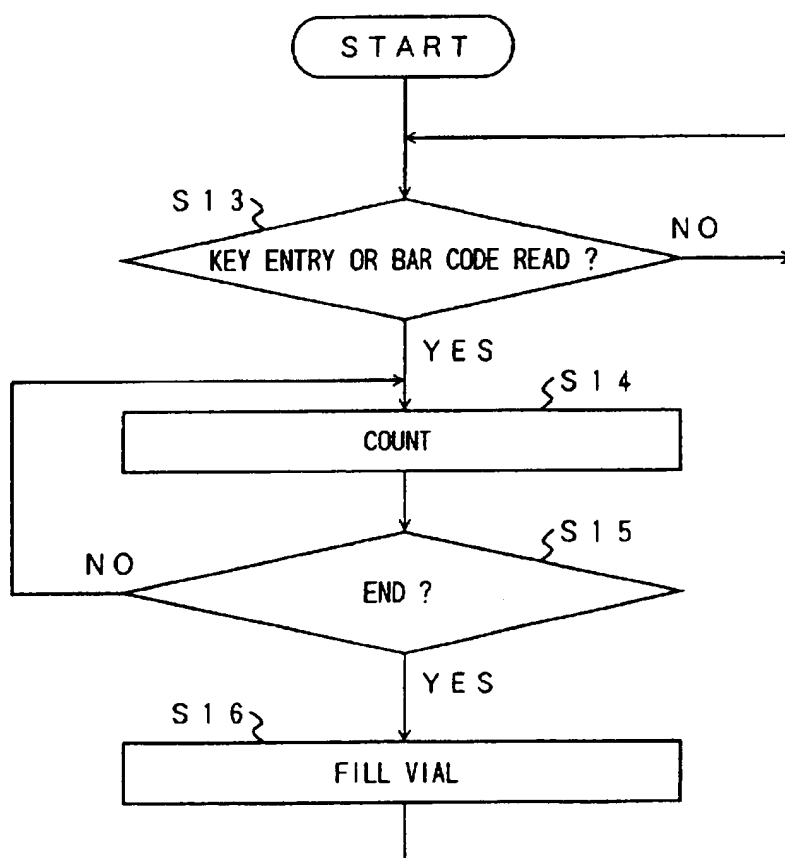 START
S13
KEY ENTRY OR BAR CODE READ ?
NO
YES
S14
COUNT
S15
NO
END ?
YES
S16
FILL VIAL